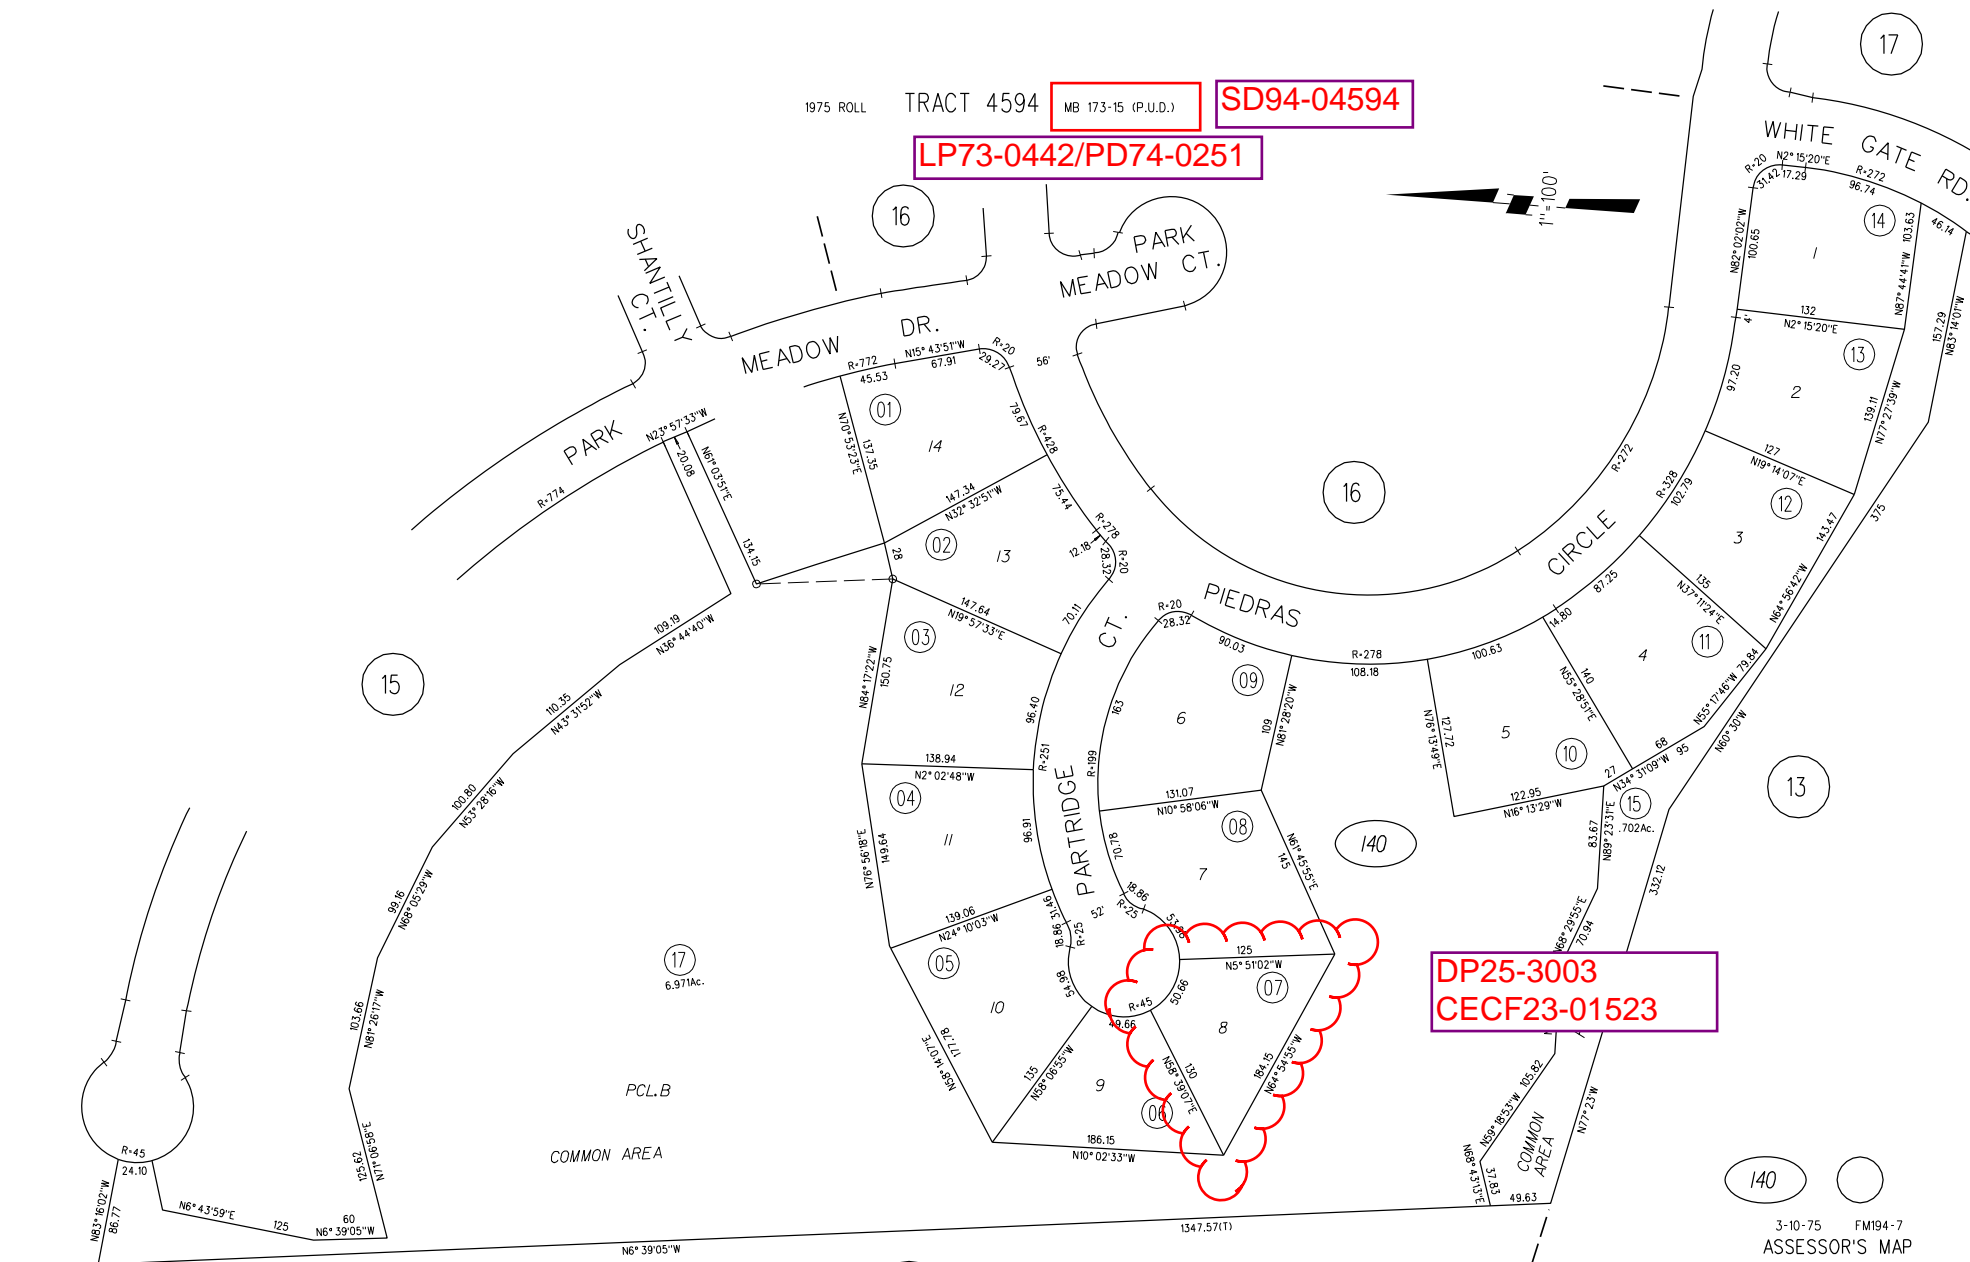 1975 ROLL TRACT 4594 MB 173-15 (P.U.D.) SD94-04594
LP73-0442/PD74-0251
17
WHITE GATE RD.
R=20
31.42
17.29
N2° 15'20"E
R=272
96.74
46.14
14
1
N82° 02'02"W
100.65
N87° 44'41"W 103.63
157.29
N83° 14'01"W
132
N2° 15'20"E
4'
13
2
97.20
139.11
N77° 27'39"W
127
N19° 14'07"E
12
3
R=328
102.79
143.47
N64° 56'42"W
375
135
N37° 11'24"E
11
4
87.25
14.80
79.84
N55° 17'46"W
N60° 30'W
140
N55° 28'51"E
68
95
27
N34° 31'09"W
15
.702Ac.
10
5
100.63
127.72
N76° 13'49"E
122.95
N16° 13'29"W
83.67
N89° 23'31"E
13
332.12
N68° 29'55"E
70.94
1"=100'
16
SHANTILLY
CT.
PARK
MEADOW CT.
PARK MEADOW DR.
R=772
45.53
N15° 43'51"W
67.91
R=20
29.27
56'
R=774
N23° 57'33"W
20.08
N61° 03'51"E
134.15
01
14
N70° 53'23"E
137.35
79.67
R=428
147.34
N32° 32'51"W
75.44
R=278
12.18
28.32
R=20
28
02
13
147.64
N19° 57'33"E
70.11
16
R=272
PIEDRAS CIRCLE
R=20
28.32
90.03
R=278
108.18
CT.
PARTRIDGE
52'
03
12
N84° 17'22"W
150.75
96.40
R=251
138.94
N2° 02'48"W
04
11
N76° 56'18"E
149.64
96.91
139.06
N24° 10'03"W
31.46
18.86
R=25
54.98
05
10
177.78
N58° 14'07"E
135
N58° 06'55"W
9
06
186.15
N10° 02'33"W
R=45
49.66
50.66
130
N58° 39'07"E
8
07
184.15
N64° 54'55"W
125
N5° 51'02"W
53.98
18.86
R=25
70.78
7
08
N61° 45'55"E
145
131.07
N10° 58'06"W
6
09
163
R=199
109
N81° 28'20"W
140
DP25-3003
CECF23-01523
105.82
N59° 18'53"W
COMMON
AREA
N77° 23'W
N68° 43'13"E
37.83
49.63
15
109.19
N36° 44'40"W
110.35
N43° 31'52"W
100.80
N53° 28'16"W
99.16
N68° 05'29"W
103.66
N81° 26'17"W
125.62
N71° 06'58"E
17
6.971Ac.
PCL.B
COMMON AREA
R=45
24.10
N83° 16'02"W
86.77
N6° 43'59"E
125
60
N6° 39'05"W
N6° 39'05"W
1347.57(T)
140
3-10-75 FM194-7
ASSESSOR'S MAP